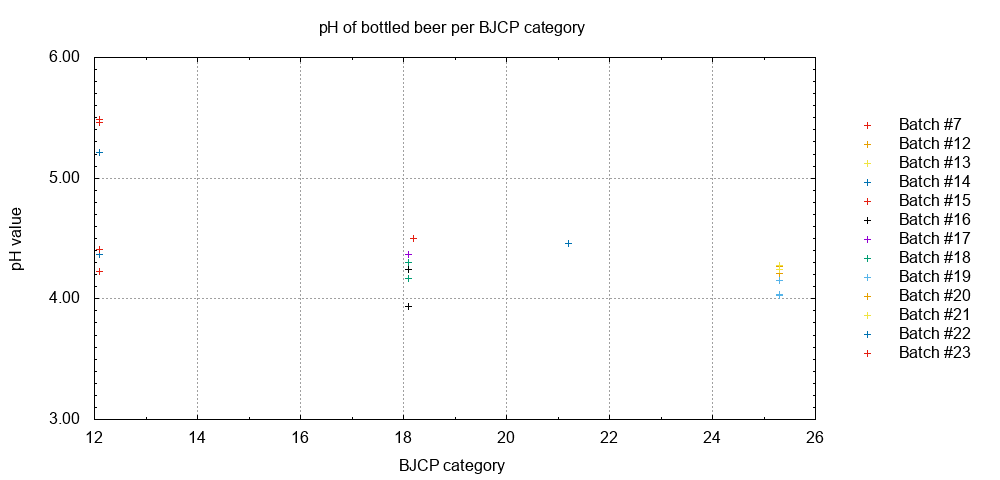 pH of bottled beer per BJCP category
6.00
5.00
4.00
3.00
pH value
12 14 16 18 20 22 24 26
BJCP category
Batch #7
Batch #12
Batch #13
Batch #14
Batch #15
Batch #16
Batch #17
Batch #18
Batch #19
Batch #20
Batch #21
Batch #22
Batch #23